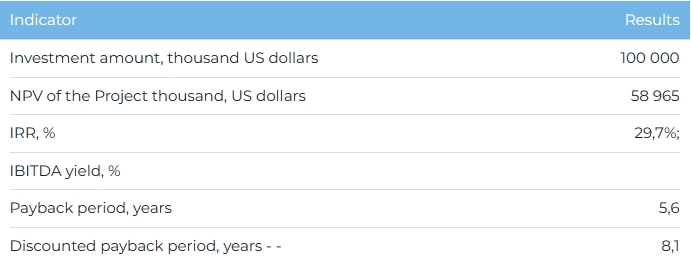 Indicator Results
Investment amount, thousand US dollars 100 000
NPV of the Project thousand, US dollars 58 965
IRR, % 29,7%;
IBITDA yield, %
Payback period, years 5,6
Discounted payback period, years - - 8,1